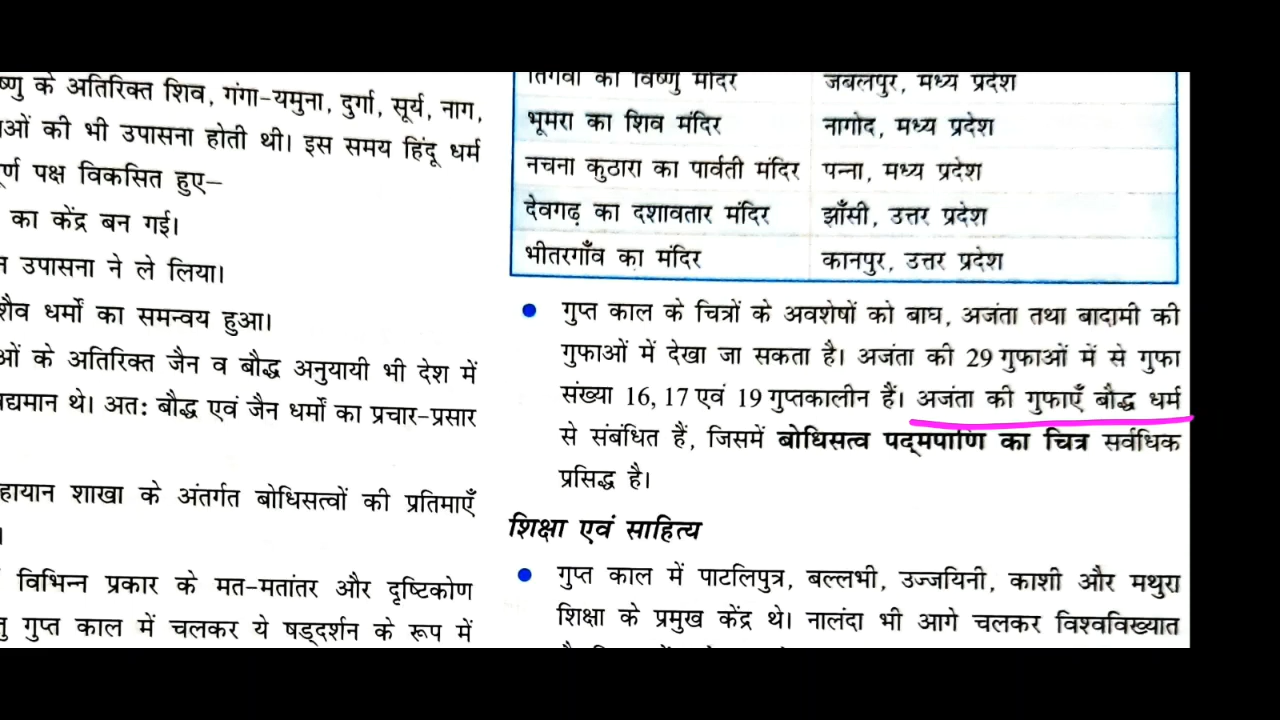 ष्णु के अतिरिक्त शिव, गंगा-यमुना, दुर्गा, सूर्य, नाग,
ओं की भी उपासना होती थी। इस समय हिंदू धर्म
पूर्ण पक्ष विकसित हुए–
का केंद्र बन गई।
उपासना ने ले लिया।
शैव धर्मों का समन्वय हुआ।
ओं के अतिरिक्त जैन व बौद्ध अनुयायी भी देश में
द्यमान थे। अतः बौद्ध एवं जैन धर्मों का प्रचार-प्रसार
हायान शाखा के अंतर्गत बोधिसत्वों की प्रतिमाएँ
विभिन्न प्रकार के मत-मतांतर और दृष्टिकोण
गुप्त काल में चलकर ये षड्दर्शन के रूप में
तिगवा का विष्णु मंदिर जबलपुर, मध्य प्रदेश
भूमरा का शिव मंदिर नागोद, मध्य प्रदेश
नचना कुठारा का पार्वती मंदिर पन्ना, मध्य प्रदेश
देवगढ़ का दशावतार मंदिर झाँसी, उत्तर प्रदेश
भीतरगाँव का मंदिर कानपुर, उत्तर प्रदेश
● गुप्त काल के चित्रों के अवशेषों को बाघ, अजंता तथा बादामी की
गुफाओं में देखा जा सकता है। अजंता की 29 गुफाओं में से गुफा
संख्या 16, 17 एवं 19 गुप्तकालीन हैं। अजंता की गुफाएँ बौद्ध धर्म
से संबंधित हैं, जिसमें बोधिसत्व पद्मपाणि का चित्र सर्वधिक
प्रसिद्ध है।
शिक्षा एवं साहित्य
● गुप्त काल में पाटलिपुत्र, बल्लभी, उज्जयिनी, काशी और मथुरा
शिक्षा के प्रमुख केंद्र थे। नालंदा भी आगे चलकर विश्वविख्यात